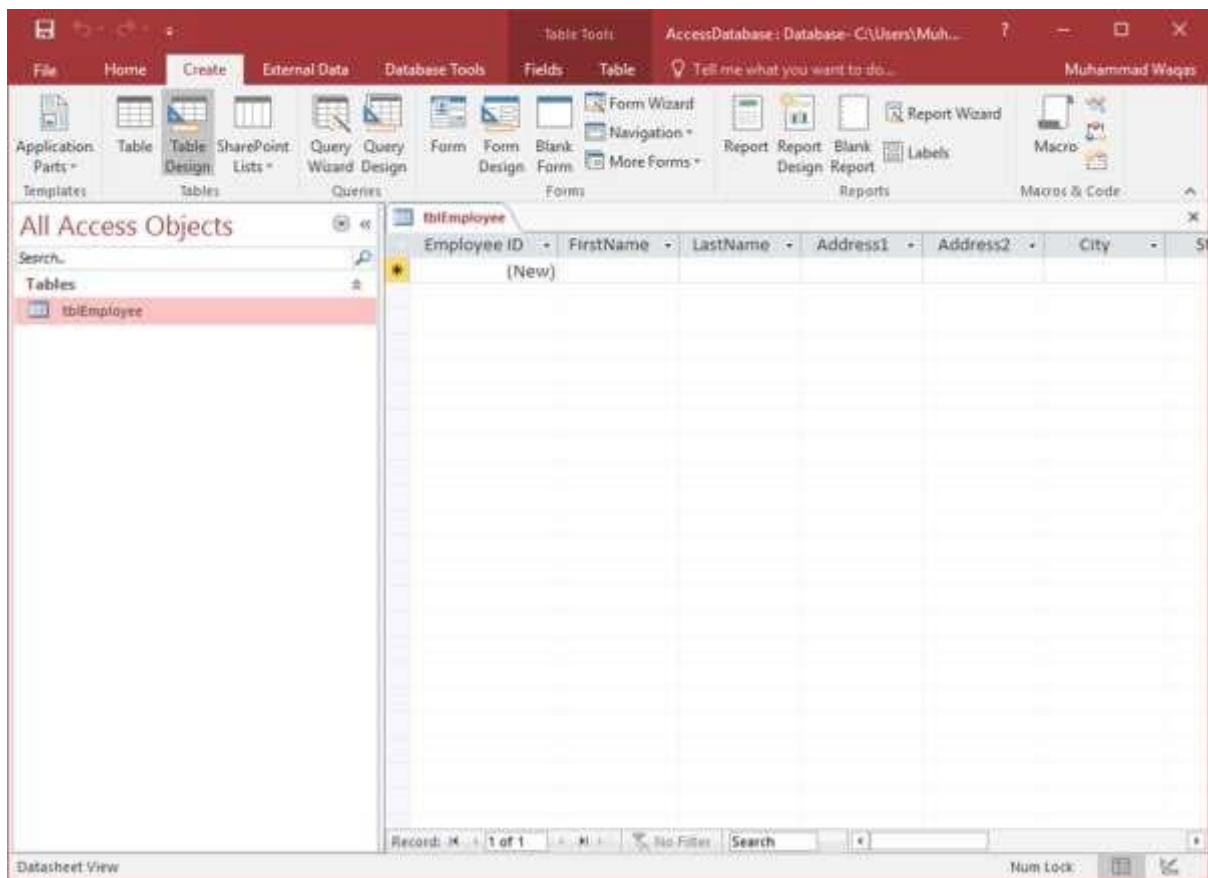 Table Tools AccessDatabase : Database- C:\Users\Muh... ?
File Home Create External Data Database Tools Fields Table Tell me what you want to do... Muhammad Waqas
Application Parts Table Table Design SharePoint Lists Query Wizard Query Design Form Form Design Blank Form Form Wizard Navigation More Forms Report Report Design Blank Report Report Wizard Labels Macro
Templates Tables Queries Forms Reports Macros & Code
All Access Objects
Search..
Tables
tblEmployee
tblEmployee
Employee ID FirstName LastName Address1 Address2 City St
(New)
Record: 1 of 1 No Filter Search
Datasheet View Num Lock